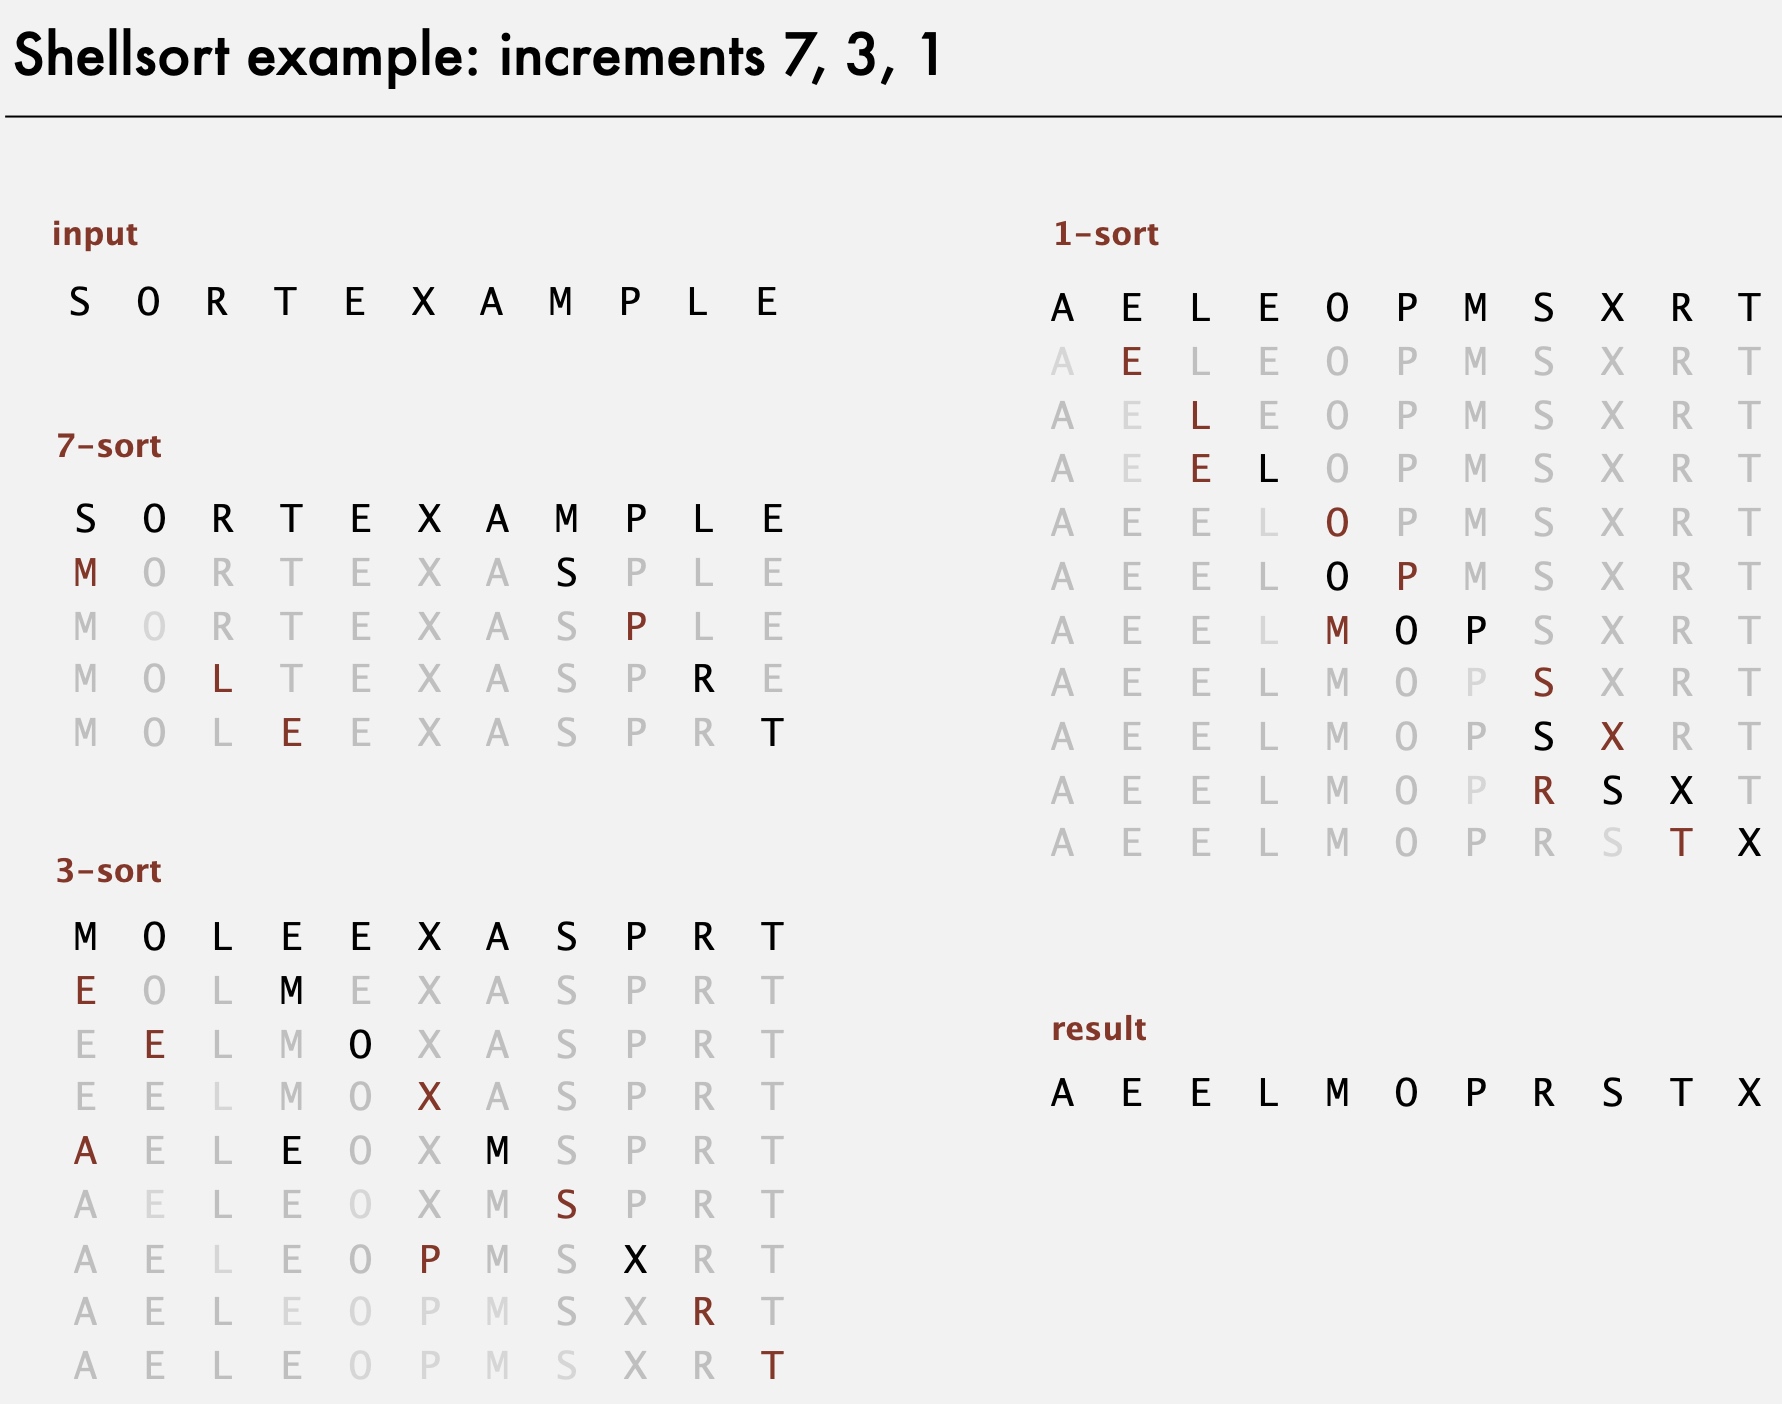 Shellsort example: increments 7, 3, 1
input
S O R T E X A M P L E
7-sort
S O R T E X A M P L E
M O R T E X A S P L E
M O R T E X A S P L E
M O L T E X A S P R E
M O L E E X A S P R T
3-sort
M O L E E X A S P R T
E O L M E X A S P R T
E E L M O X A S P R T
E E L M O X A S P R T
A E L E O X M S P R T
A E L E O X M S P R T
A E L E O P M S X R T
A E L E O P M S X R T
A E L E O P M S X R T
1-sort
A E L E O P M S X R T
A E L E O P M S X R T
A E L E O P M S X R T
A E E L O P M S X R T
A E E L O P M S X R T
A E E L O P M S X R T
A E E L M O P S X R T
A E E L M O P S X R T
A E E L M O P S X R T
A E E L M O P R S X T
A E E L M O P R S T X
result
A E E L M O P R S T X